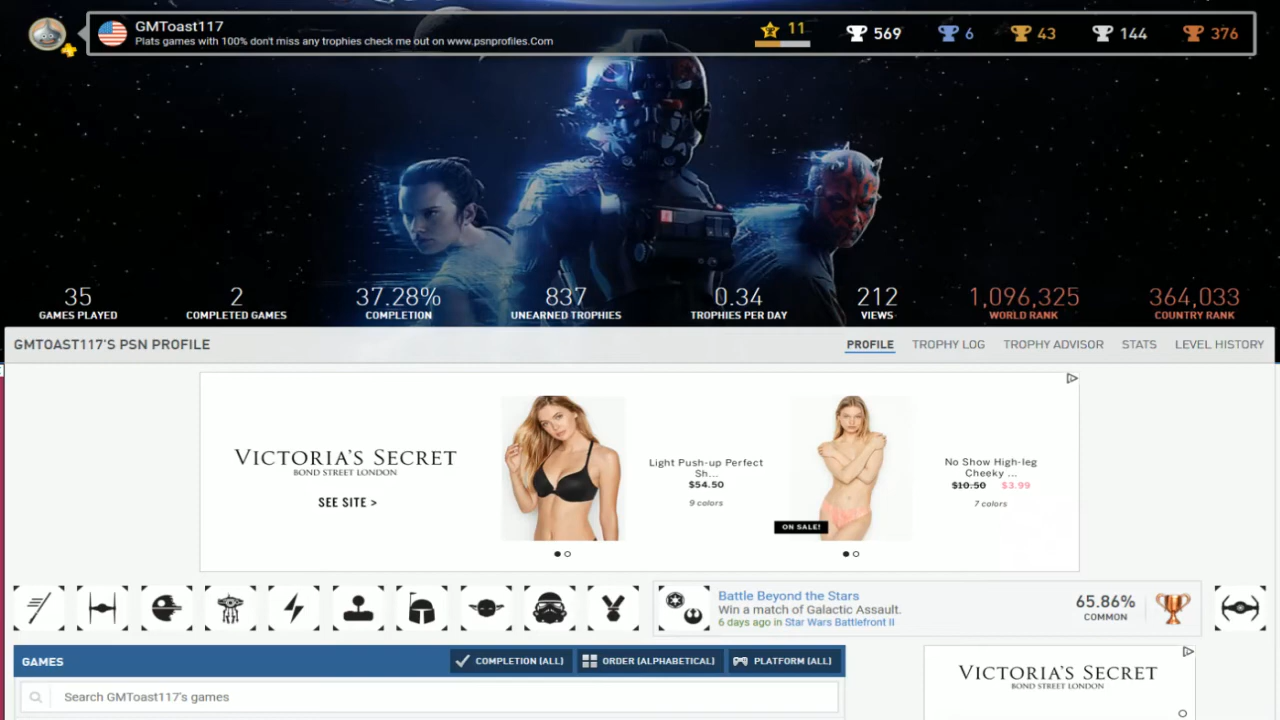 GMToast117
Plats games with 100% don't miss any trophies check me out on www.psnprofiles.Com
11
569
6
43
144
376
35
GAMES PLAYED
2
COMPLETED GAMES
37.28%
COMPLETION
837
UNEARNED TROPHIES
0.34
TROPHIES PER DAY
212
VIEWS
1,096,325
WORLD RANK
364,033
COUNTRY RANK
GMTOAST117'S PSN PROFILE
PROFILE
TROPHY LOG
TROPHY ADVISOR
STATS
LEVEL HISTORY
VICTORIA'S SECRET
BOND STREET LONDON
SEE SITE >
Light Push-up Perfect
Sh...
$54.50
9 colors
ON SALE!
No Show High-leg
Cheeky ...
$10.50 $3.99
7 colors
Battle Beyond the Stars
Win a match of Galactic Assault.
6 days ago in Star Wars Battlefront II
65.86%
COMMON
GAMES
COMPLETION (ALL)
ORDER (ALPHABETICAL)
PLATFORM (ALL)
Search GMToast117's games
VICTORIA'S SECRET
BOND STREET LONDON